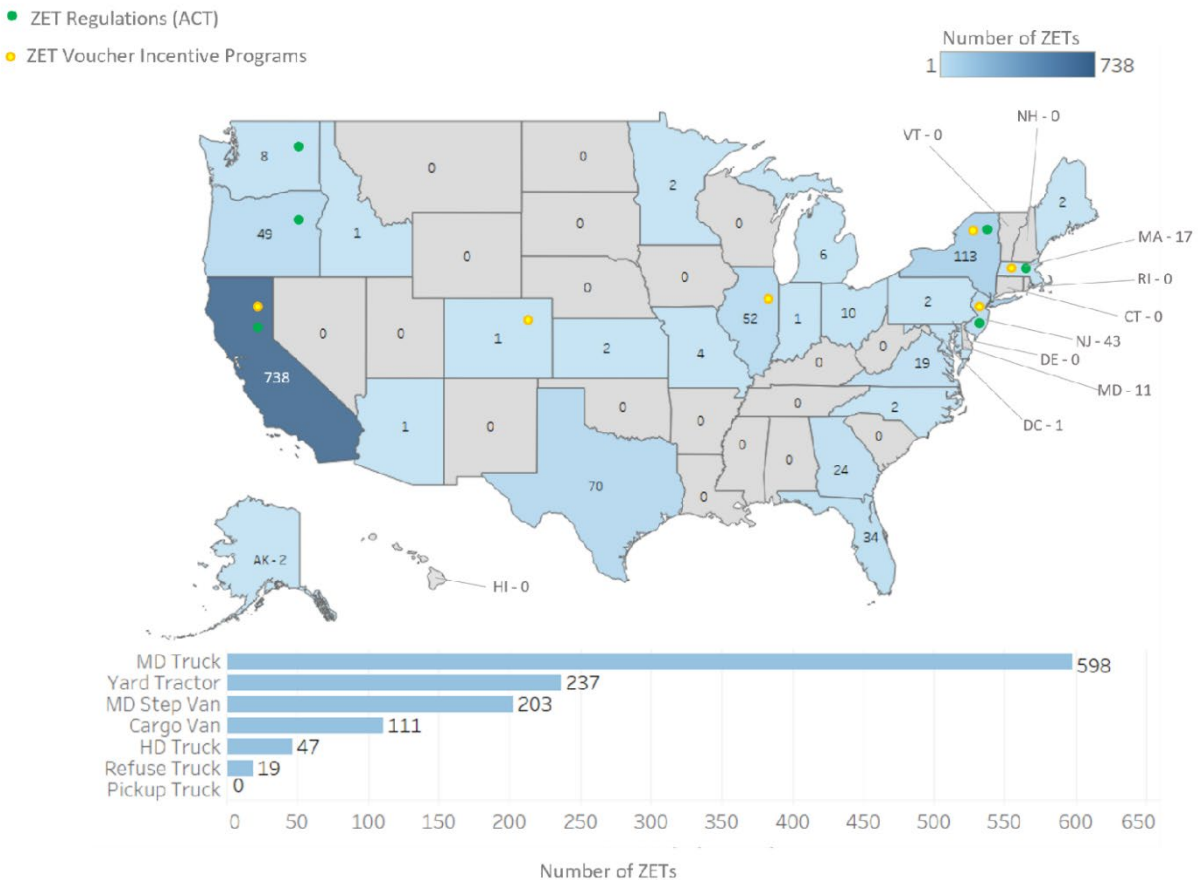 ZET Regulations (ACT)
ZET Voucher Incentive Programs
Number of ZETs
1 738
NH - 0
VT - 0
8
0
0
2
2
0
49
1
0
0
6
113
MA - 17
0
0
RI - 0
0
0
0
1
2
4
52
1
10
2
CT - 0
NJ - 43
DE - 0
MD - 11
DC - 1
738
0
0
19
1
0
0
0
0
2
0
70
0
0
0
24
34
AK - 2
HI - 0
MD Truck 598
Yard Tractor 237
MD Step Van 203
Cargo Van 111
HD Truck 47
Refuse Truck 19
Pickup Truck 0
0 50 100 150 200 250 300 350 400 450 500 550 600 650
Number of ZETs